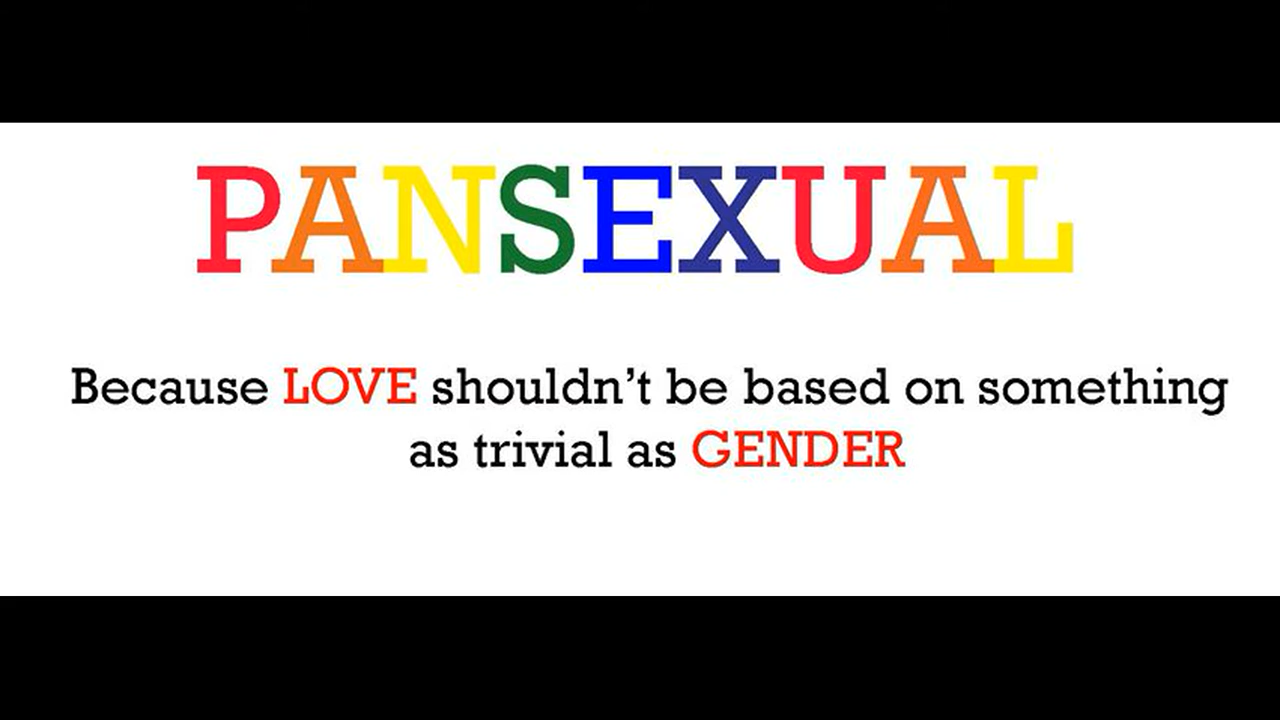 PANSEXUAL
Because LOVE shouldn’t be based on something
as trivial as GENDER